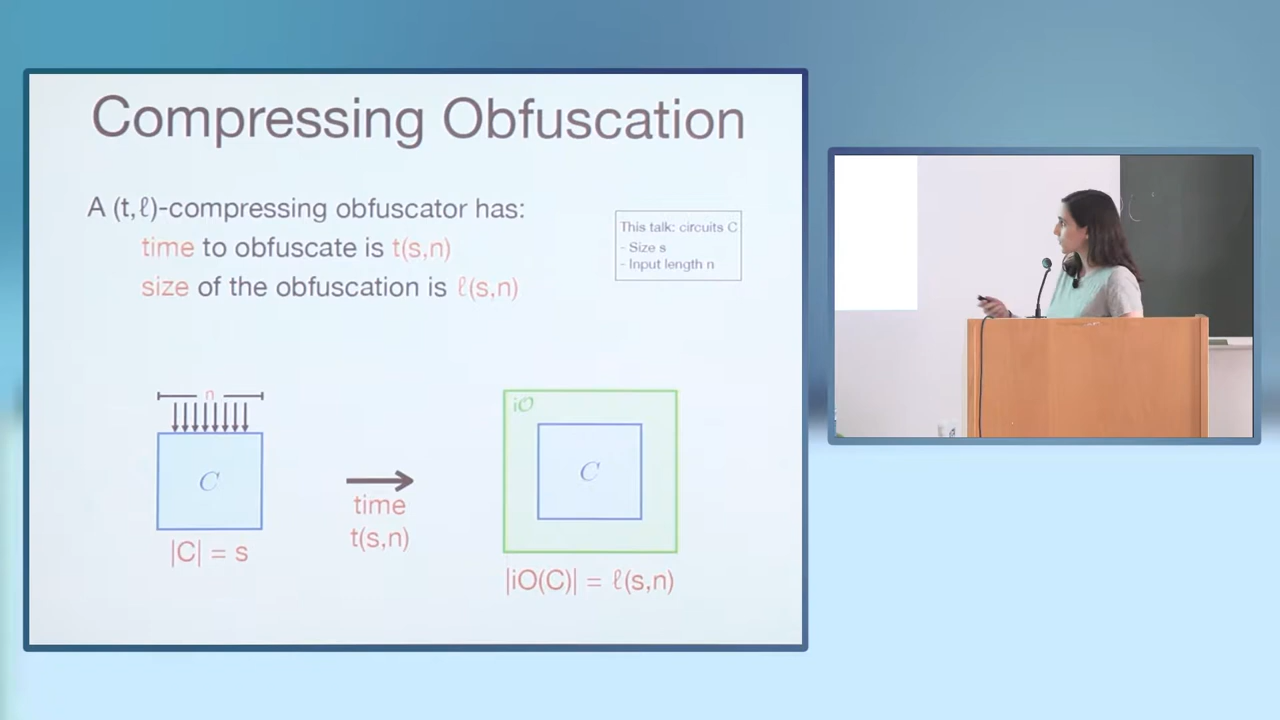 Compressing Obfuscation
A (t,ℓ)-compressing obfuscator has:
time to obfuscate is t(s,n)
size of the obfuscation is ℓ(s,n)
This talk: circuits C
- Size s
- Input length n
n
C
|C| = s
time
t(s,n)
iO
C
|iO(C)| = ℓ(s,n)